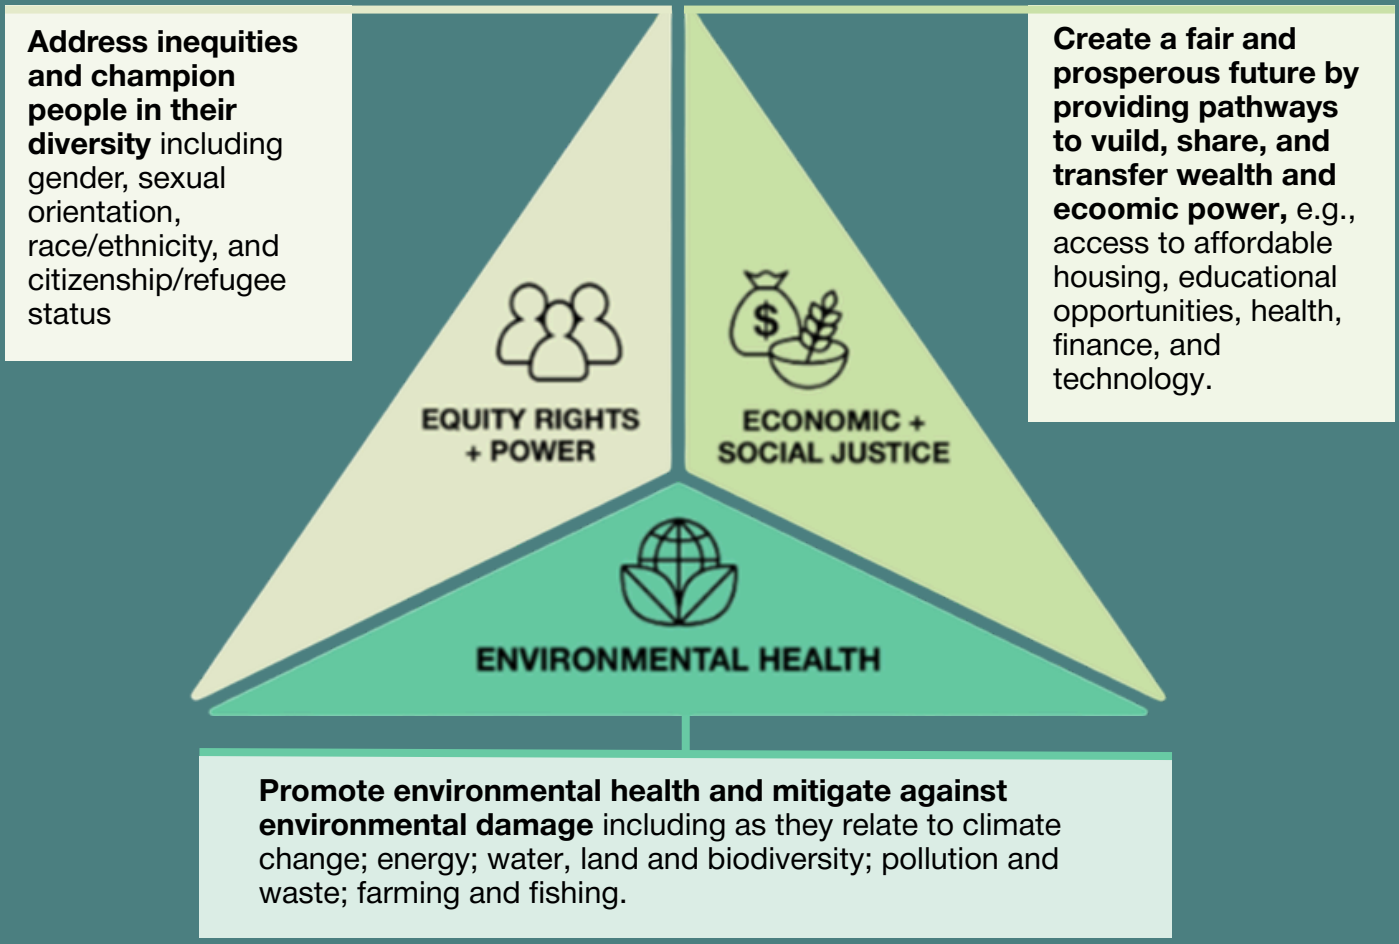 Address inequities
and champion
people in their
diversity including
gender, sexual
orientation,
race/ethnicity, and
citizenship/refugee
status
Create a fair and
prosperous future by
providing pathways
to vuild, share, and
transfer wealth and
ecoomic power, e.g.,
access to affordable
housing, educational
opportunities, health,
finance, and
technology.
$
EQUITY RIGHTS
+ POWER
ECONOMIC +
SOCIAL JUSTICE
ENVIRONMENTAL HEALTH
Promote environmental health and mitigate against
environmental damage including as they relate to climate
change; energy; water, land and biodiversity; pollution and
waste; farming and fishing.